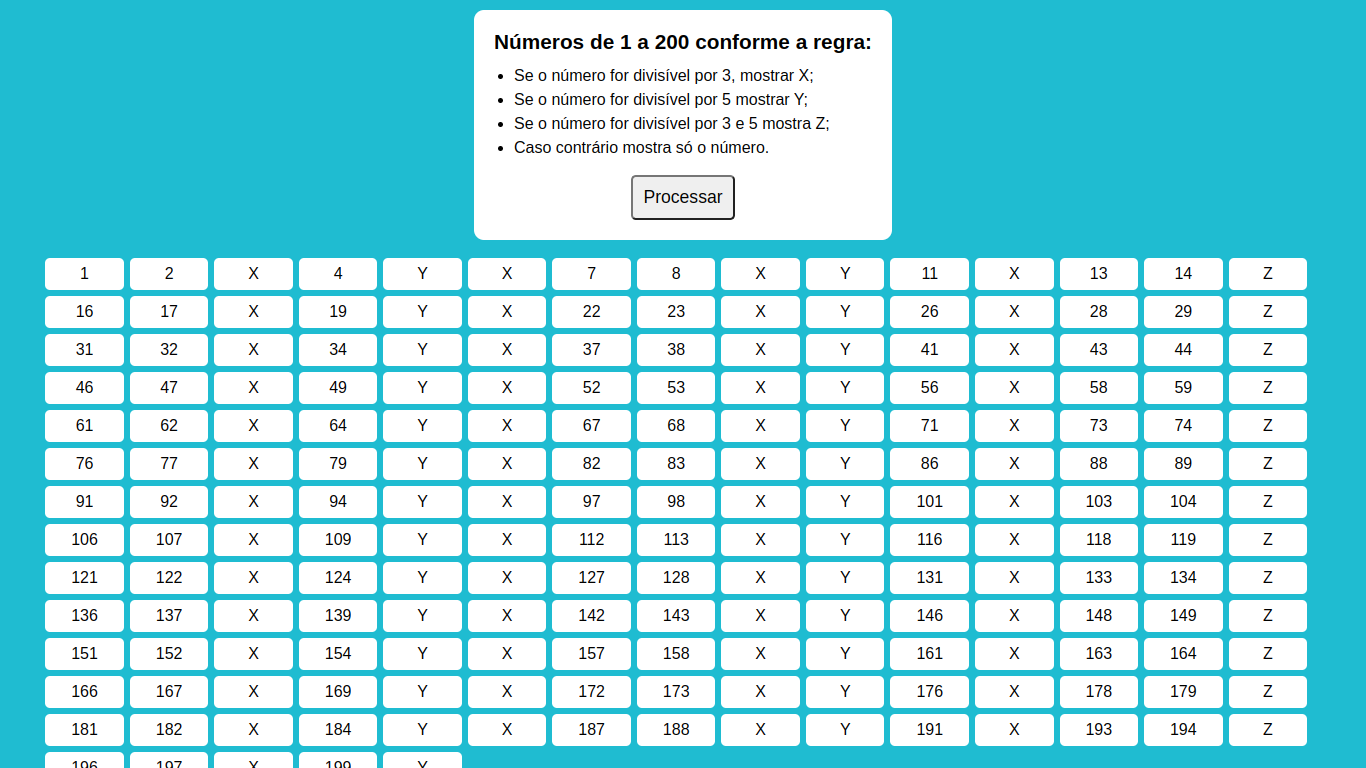 Números de 1 a 200 conforme a regra:
Se o número for divisível por 3, mostrar X;
Se o número for divisível por 5 mostrar Y;
Se o número for divisível por 3 e 5 mostra Z;
Caso contrário mostra só o número.
Processar
1 2 X 4 Y X 7 8 X Y 11 X 13 14 Z
16 17 X 19 Y X 22 23 X Y 26 X 28 29 Z
31 32 X 34 Y X 37 38 X Y 41 X 43 44 Z
46 47 X 49 Y X 52 53 X Y 56 X 58 59 Z
61 62 X 64 Y X 67 68 X Y 71 X 73 74 Z
76 77 X 79 Y X 82 83 X Y 86 X 88 89 Z
91 92 X 94 Y X 97 98 X Y 101 X 103 104 Z
106 107 X 109 Y X 112 113 X Y 116 X 118 119 Z
121 122 X 124 Y X 127 128 X Y 131 X 133 134 Z
136 137 X 139 Y X 142 143 X Y 146 X 148 149 Z
151 152 X 154 Y X 157 158 X Y 161 X 163 164 Z
166 167 X 169 Y X 172 173 X Y 176 X 178 179 Z
181 182 X 184 Y X 187 188 X Y 191 X 193 194 Z
196 197 X 199 Y